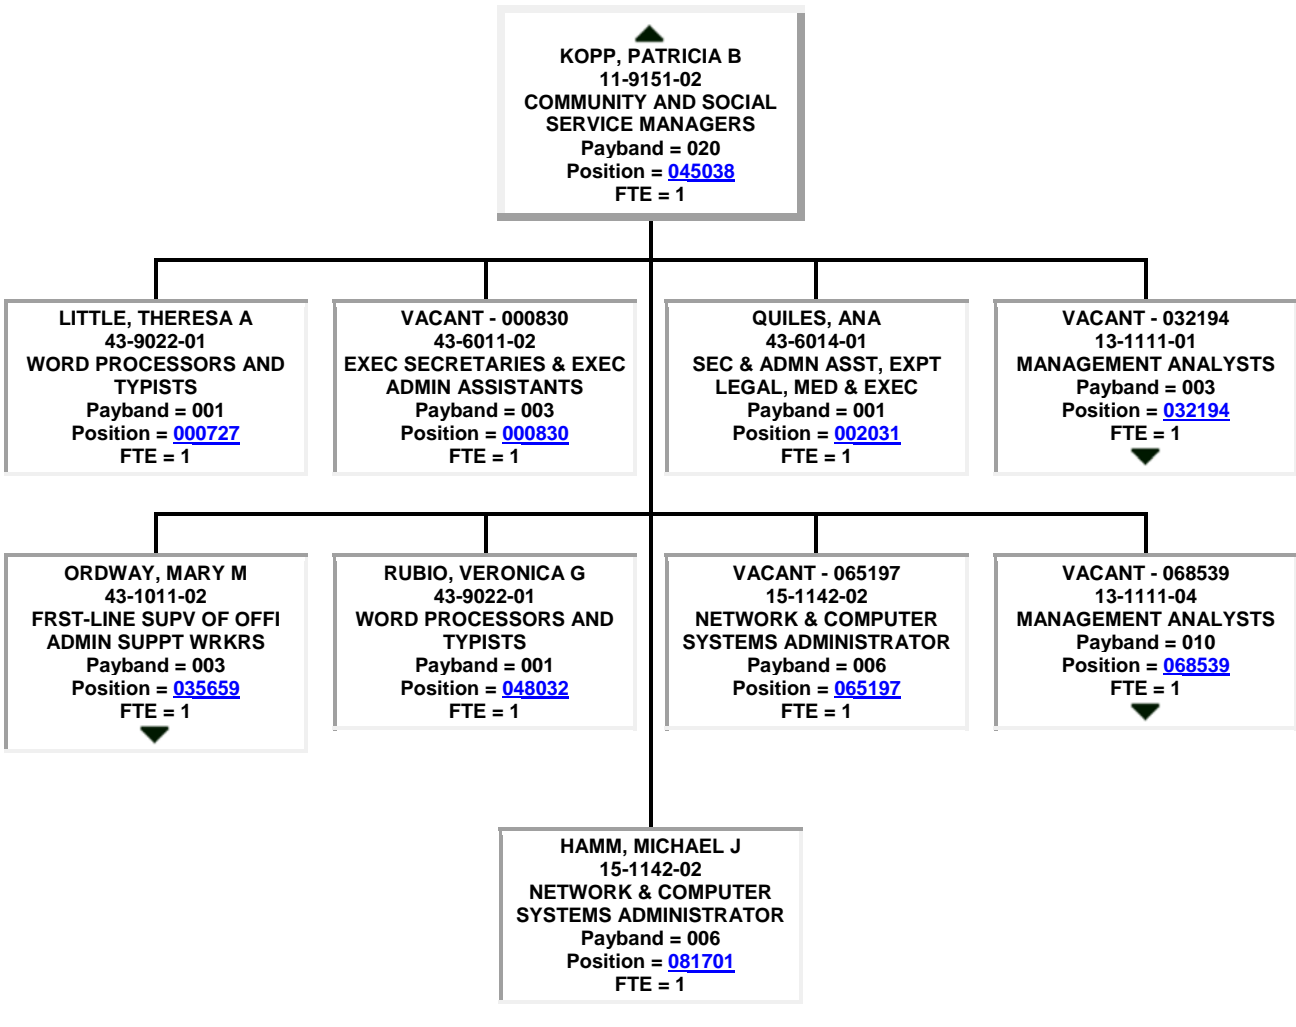 KOPP, PATRICIA B
11-9151-02
COMMUNITY AND SOCIAL
SERVICE MANAGERS
Payband = 020
Position = 045038
FTE = 1
LITTLE, THERESA A
43-9022-01
WORD PROCESSORS AND
TYPISTS
Payband = 001
Position = 000727
FTE = 1
VACANT - 000830
43-6011-02
EXEC SECRETARIES & EXEC
ADMIN ASSISTANTS
Payband = 003
Position = 000830
FTE = 1
QUILES, ANA
43-6014-01
SEC & ADMN ASST, EXPT
LEGAL, MED & EXEC
Payband = 001
Position = 002031
FTE = 1
VACANT - 032194
13-1111-01
MANAGEMENT ANALYSTS
Payband = 003
Position = 032194
FTE = 1
ORDWAY, MARY M
43-1011-02
FRST-LINE SUPV OF OFFI
ADMIN SUPPT WRKRS
Payband = 003
Position = 035659
FTE = 1
RUBIO, VERONICA G
43-9022-01
WORD PROCESSORS AND
TYPISTS
Payband = 001
Position = 048032
FTE = 1
VACANT - 065197
15-1142-02
NETWORK & COMPUTER
SYSTEMS ADMINISTRATOR
Payband = 006
Position = 065197
FTE = 1
VACANT - 068539
13-1111-04
MANAGEMENT ANALYSTS
Payband = 010
Position = 068539
FTE = 1
HAMM, MICHAEL J
15-1142-02
NETWORK & COMPUTER
SYSTEMS ADMINISTRATOR
Payband = 006
Position = 081701
FTE = 1